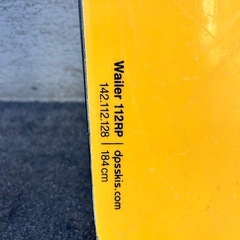 Wailer 112RP | dpsskis.com
142.112.128 | 184cm